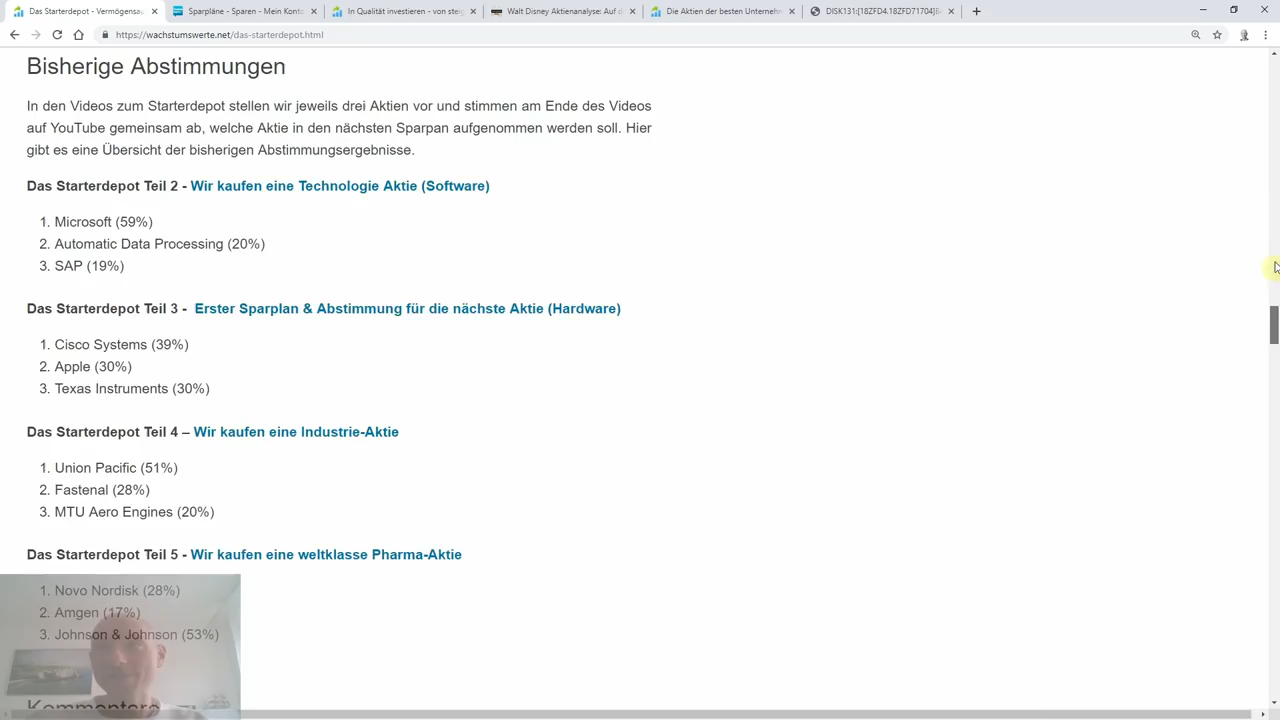 Das Starterdepot - Vermögensau
Sparpläne - Sparen - Mein Konto
In Qualität investieren - von steig
Walt Disney Aktienanalyse: Auf d
Die Aktien der besten Unternehm
DISK131:[18ZFD4.18ZFD71704]B
https://wachstumswerte.net/das-starterdepot.html
Bisherige Abstimmungen
In den Videos zum Starterdepot stellen wir jeweils drei Aktien vor und stimmen am Ende des Videos
auf YouTube gemeinsam ab, welche Aktie in den nächsten Sparpan aufgenommen werden soll. Hier
gibt es eine Übersicht der bisherigen Abstimmungsergebnisse.
Das Starterdepot Teil 2 - Wir kaufen eine Technologie Aktie (Software)
1. Microsoft (59%)
2. Automatic Data Processing (20%)
3. SAP (19%)
Das Starterdepot Teil 3 - Erster Sparplan & Abstimmung für die nächste Aktie (Hardware)
1. Cisco Systems (39%)
2. Apple (30%)
3. Texas Instruments (30%)
Das Starterdepot Teil 4 – Wir kaufen eine Industrie-Aktie
1. Union Pacific (51%)
2. Fastenal (28%)
3. MTU Aero Engines (20%)
Das Starterdepot Teil 5 - Wir kaufen eine weltklasse Pharma-Aktie
1. Novo Nordisk (28%)
2. Amgen (17%)
3. Johnson & Johnson (53%)
Kommentare